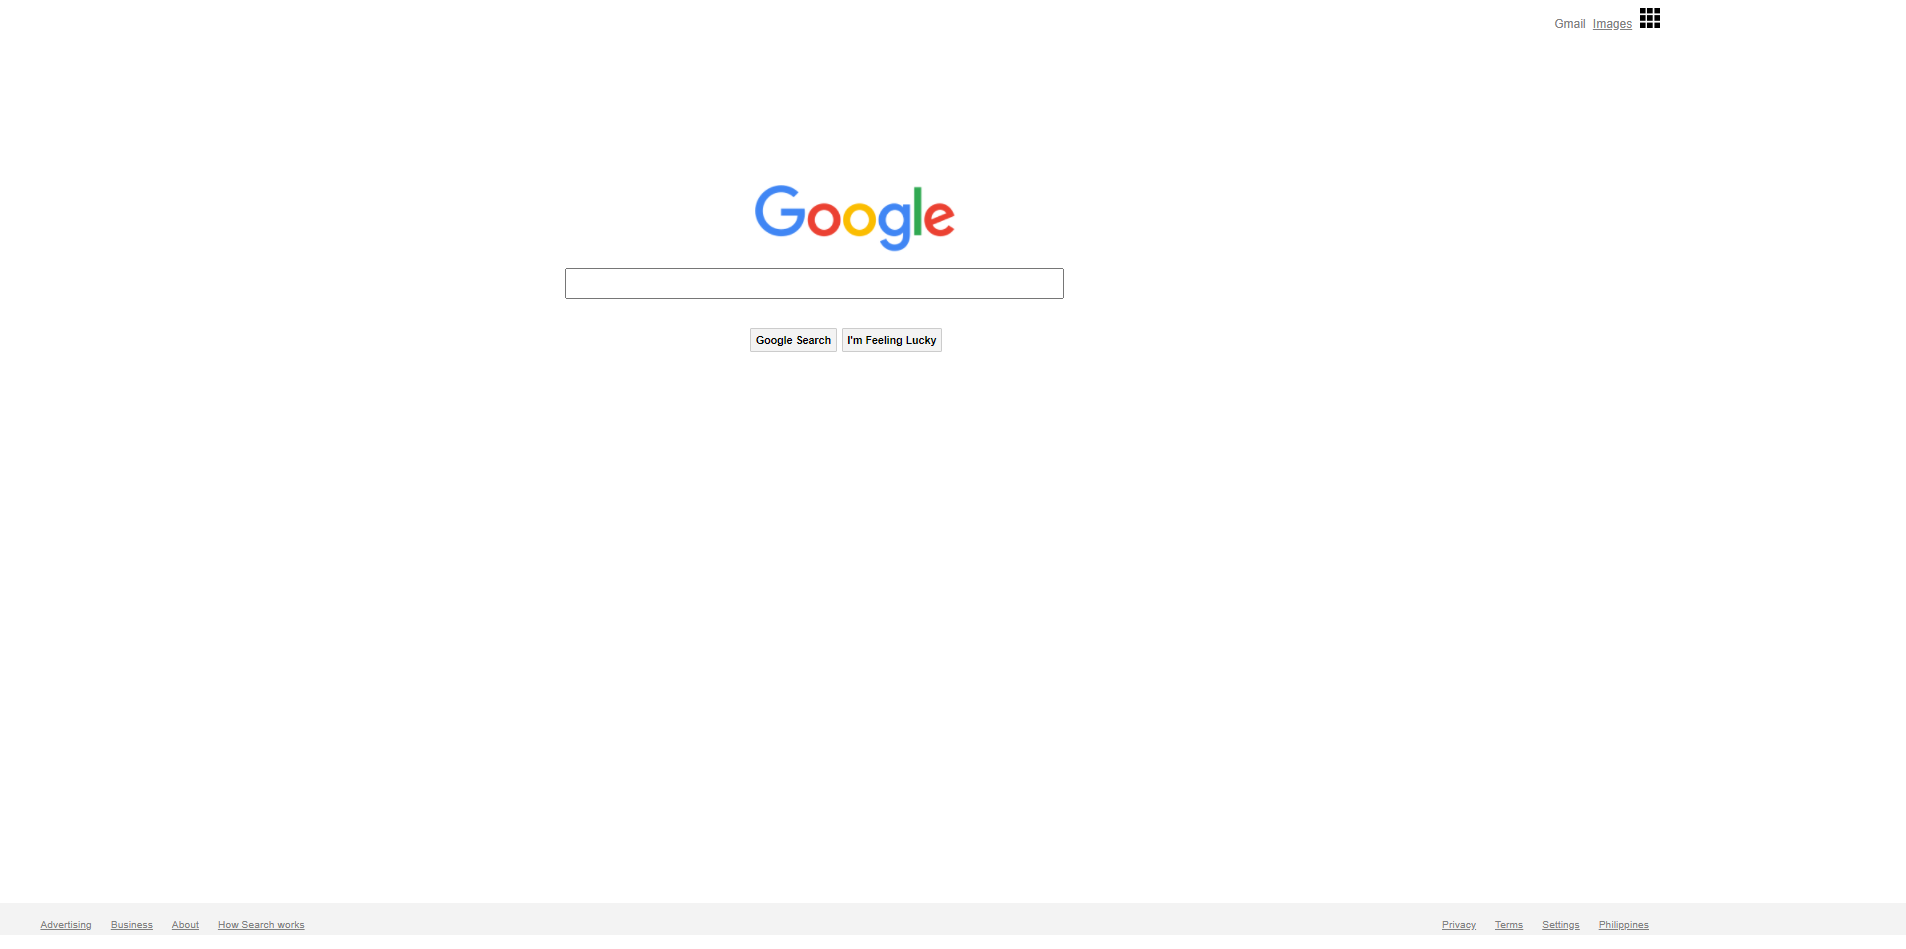 Gmail Images
Google
Google Search I'm Feeling Lucky
Advertising Business About How Search works Privacy Terms Settings Philippines